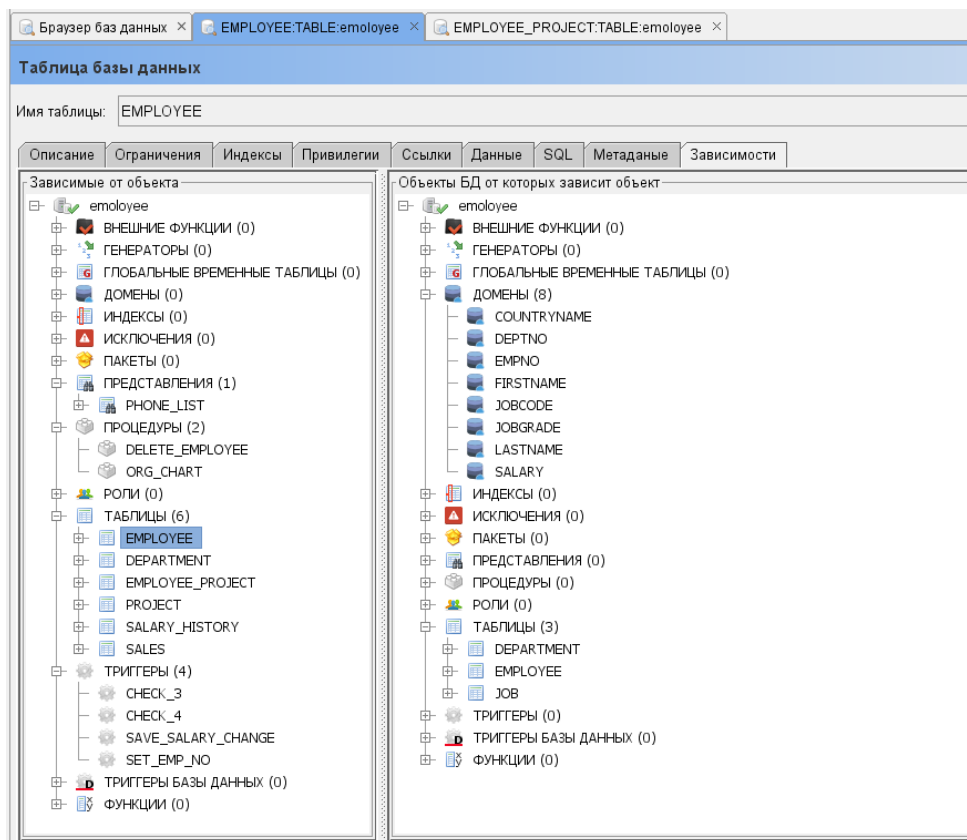 Браузер баз данных
EMPLOYEE:TABLE:emoloyee
EMPLOYEE_PROJECT:TABLE:emoloyee
Таблица базы данных
Имя таблицы: EMPLOYEE
Описание Ограничения Индексы Привилегии Ссылки Данные SQL Метаданые Зависимости
Зависимые от объекта
emoloyee
ВНЕШНИЕ ФУНКЦИИ (0)
ГЕНЕРАТОРЫ (0)
ГЛОБАЛЬНЫЕ ВРЕМЕННЫЕ ТАБЛИЦЫ (0)
ДОМЕНЫ (0)
ИНДЕКСЫ (0)
ИСКЛЮЧЕНИЯ (0)
ПАКЕТЫ (0)
ПРЕДСТАВЛЕНИЯ (1)
PHONE_LIST
ПРОЦЕДУРЫ (2)
DELETE_EMPLOYEE
ORG_CHART
РОЛИ (0)
ТАБЛИЦЫ (6)
EMPLOYEE
DEPARTMENT
EMPLOYEE_PROJECT
PROJECT
SALARY_HISTORY
SALES
ТРИГГЕРЫ (4)
CHECK_3
CHECK_4
SAVE_SALARY_CHANGE
SET_EMP_NO
ТРИГГЕРЫ БАЗЫ ДАННЫХ (0)
ФУНКЦИИ (0)
Объекты БД от которых зависит объект
emoloyee
ВНЕШНИЕ ФУНКЦИИ (0)
ГЕНЕРАТОРЫ (0)
ГЛОБАЛЬНЫЕ ВРЕМЕННЫЕ ТАБЛИЦЫ (0)
ДОМЕНЫ (8)
COUNTRYNAME
DEPTNO
EMPNO
FIRSTNAME
JOBCODE
JOBGRADE
LASTNAME
SALARY
ИНДЕКСЫ (0)
ИСКЛЮЧЕНИЯ (0)
ПАКЕТЫ (0)
ПРЕДСТАВЛЕНИЯ (0)
ПРОЦЕДУРЫ (0)
РОЛИ (0)
ТАБЛИЦЫ (3)
DEPARTMENT
EMPLOYEE
JOB
ТРИГГЕРЫ (0)
ТРИГГЕРЫ БАЗЫ ДАННЫХ (0)
ФУНКЦИИ (0)